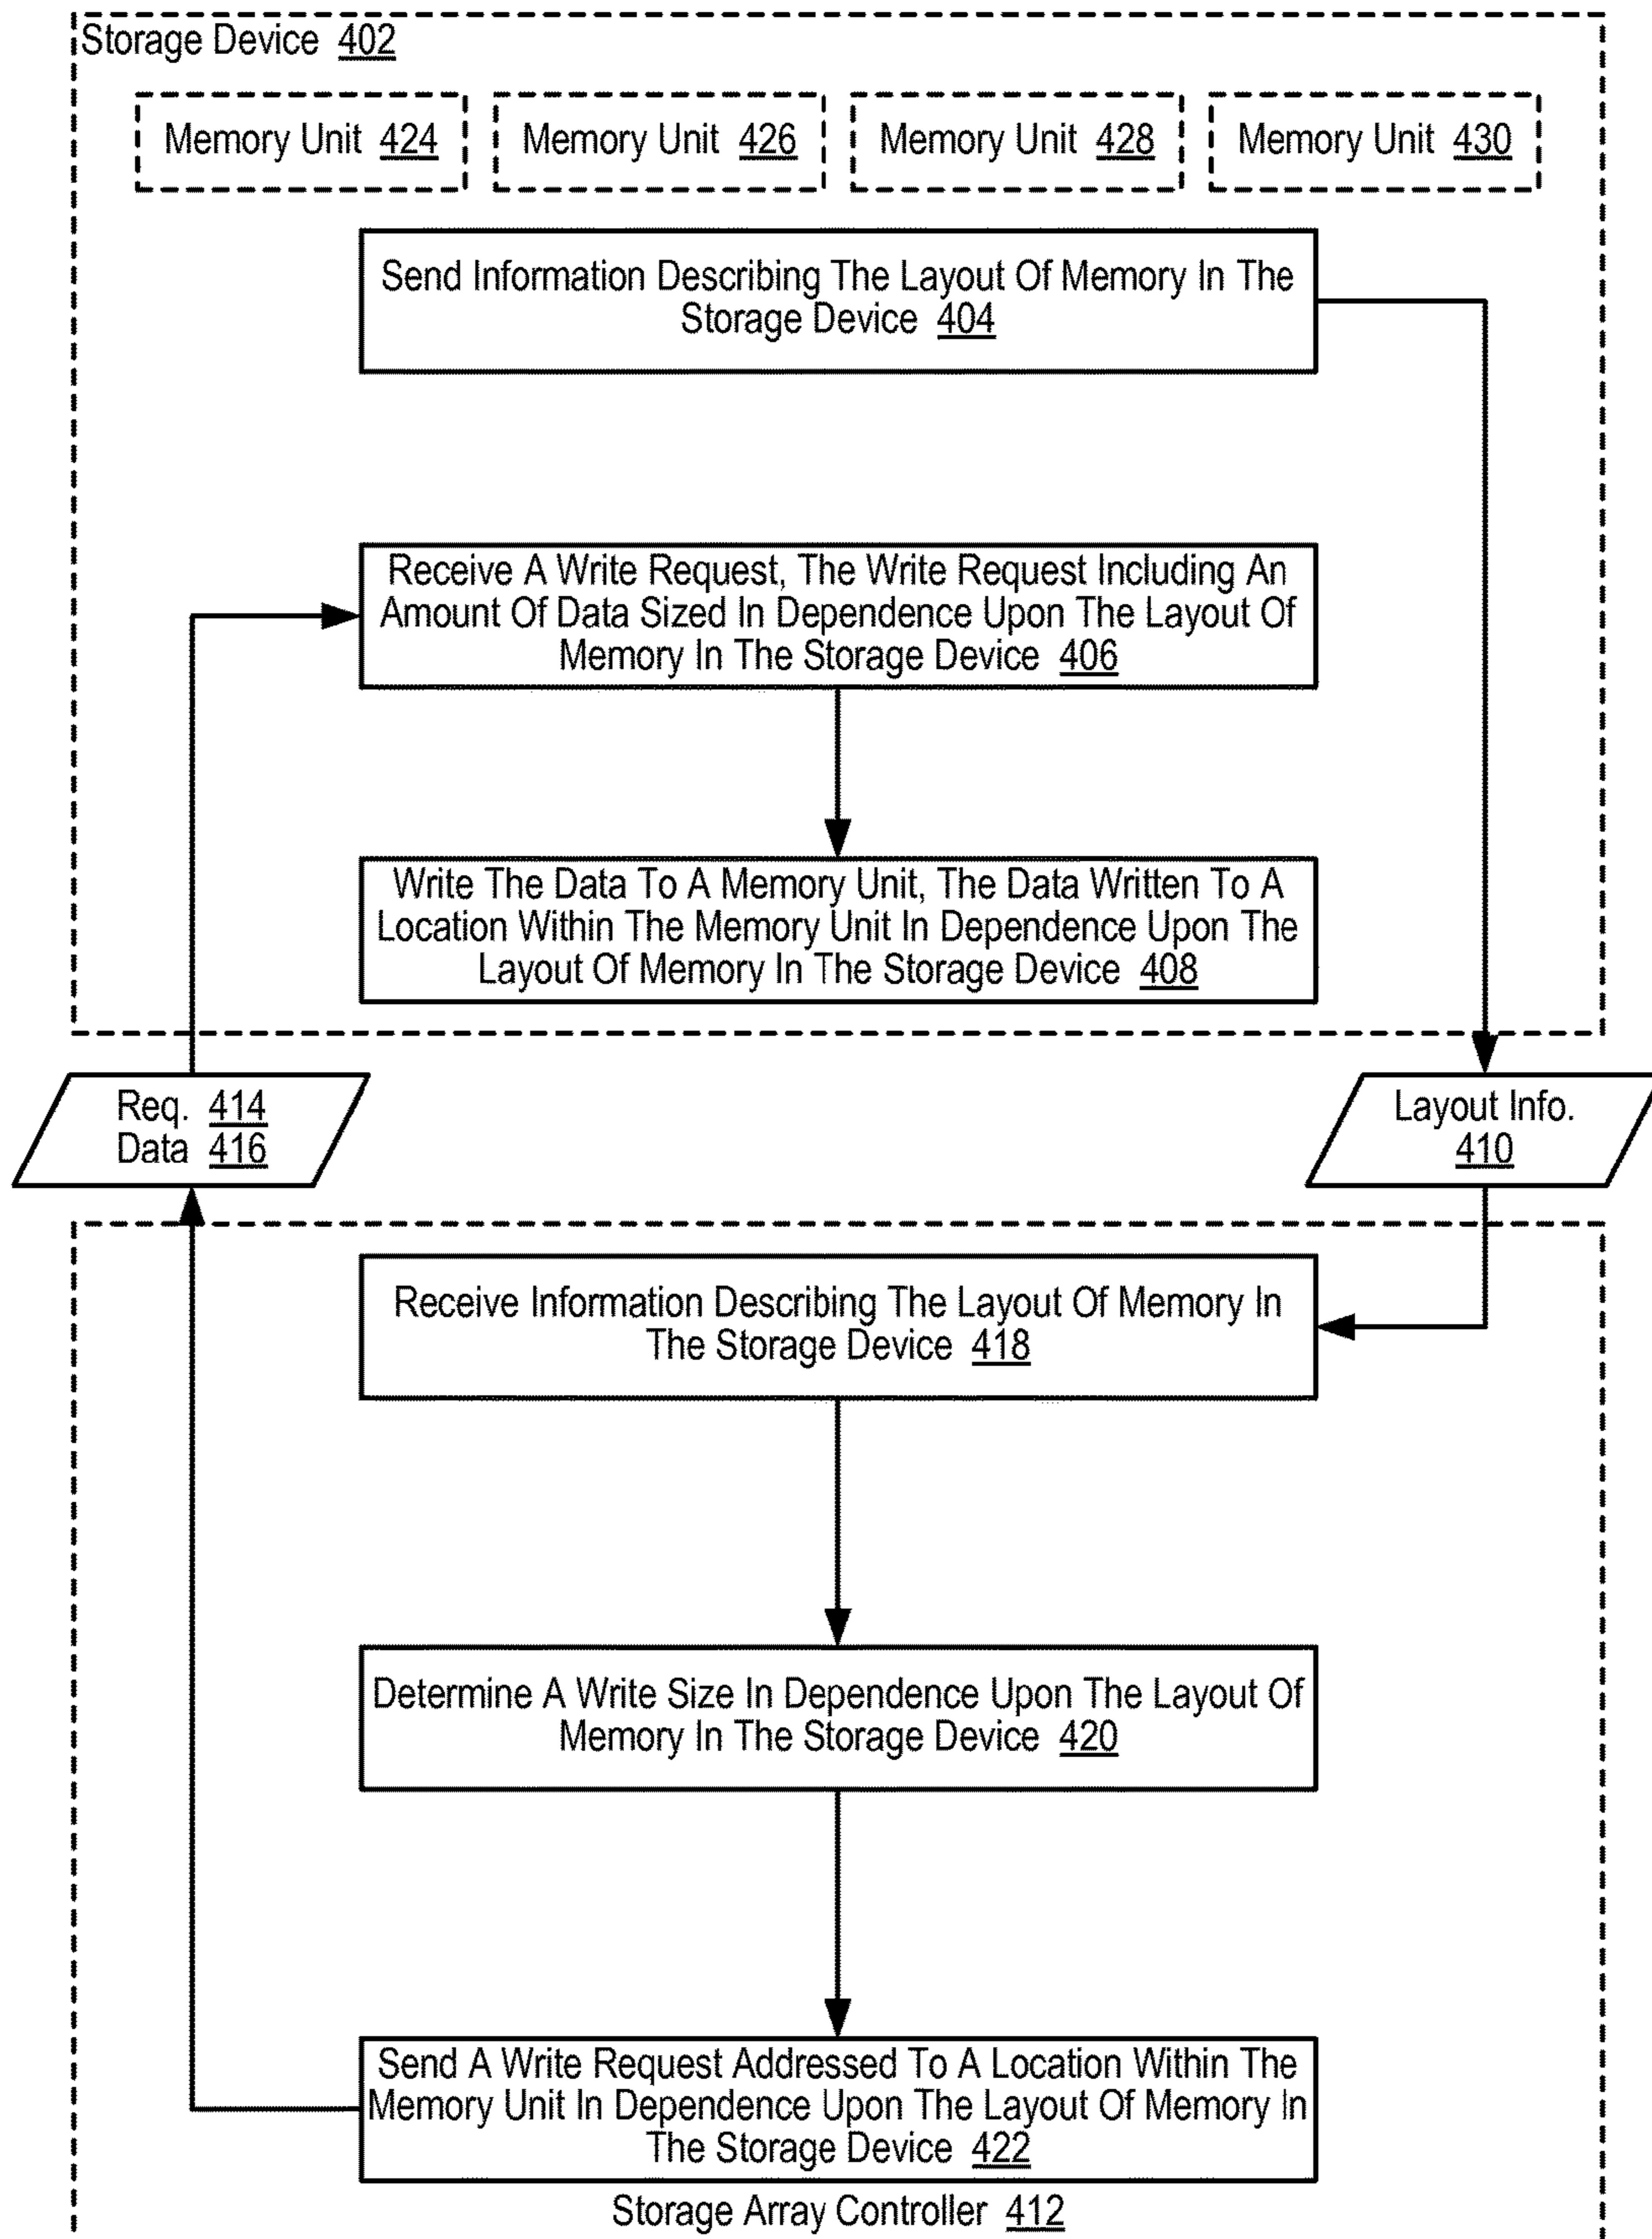 Storage Device 402
Memory Unit 424
Memory Unit 426
Memory Unit 428
Memory Unit 430
Send Information Describing The Layout Of Memory In The
Storage Device 404
Receive A Write Request, The Write Request Including An
Amount Of Data Sized In Dependence Upon The Layout Of
Memory In The Storage Device 406
Write The Data To A Memory Unit, The Data Written To A
Location Within The Memory Unit In Dependence Upon The
Layout Of Memory In The Storage Device 408
Req. 414
Data 416
Layout Info.
410
Receive Information Describing The Layout Of Memory In
The Storage Device 418
Determine A Write Size In Dependence Upon The Layout Of
Memory In The Storage Device 420
Send A Write Request Addressed To A Location Within The
Memory Unit In Dependence Upon The Layout Of Memory In
The Storage Device 422
Storage Array Controller 412